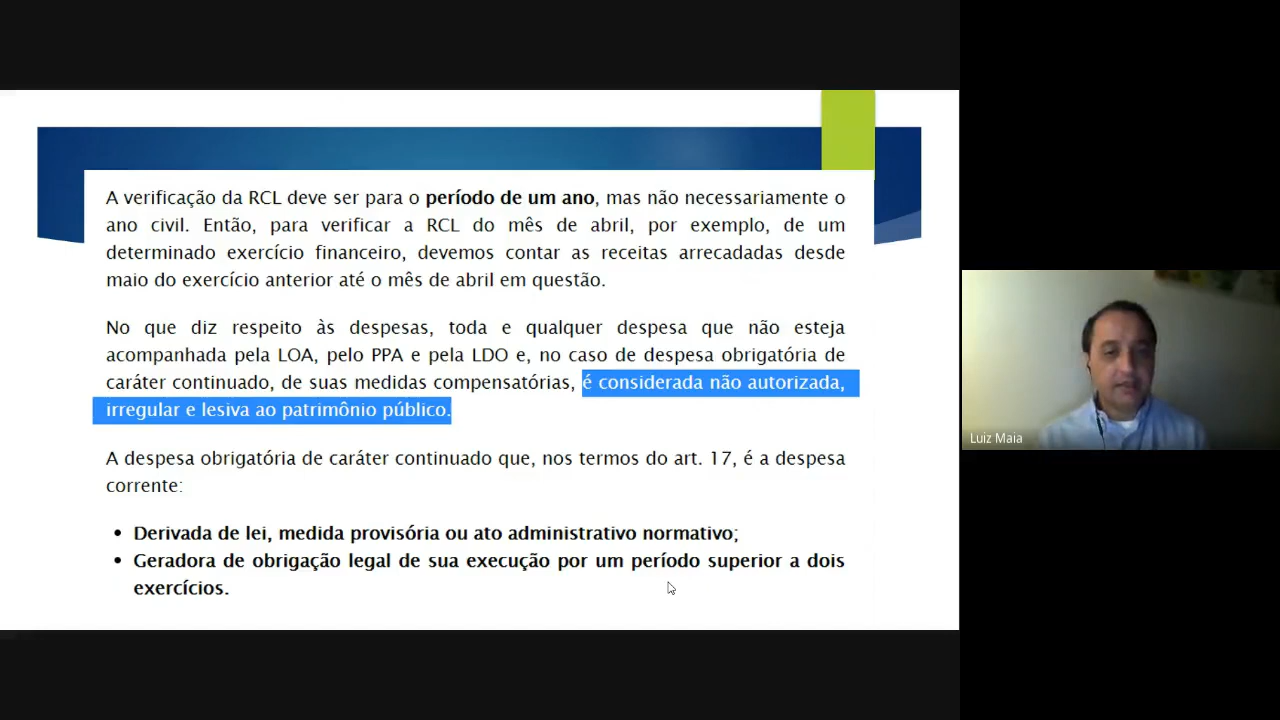 A verificação da RCL deve ser para o período de um ano, mas não necessariamente o
ano civil. Então, para verificar a RCL do mês de abril, por exemplo, de um
determinado exercício financeiro, devemos contar as receitas arrecadadas desde
maio do exercício anterior até o mês de abril em questão.
No que diz respeito às despesas, toda e qualquer despesa que não esteja
acompanhada pela LOA, pelo PPA e pela LDO e, no caso de despesa obrigatória de
caráter continuado, de suas medidas compensatórias, é considerada não autorizada,
irregular e lesiva ao patrimônio público.
A despesa obrigatória de caráter continuado que, nos termos do art. 17, é a despesa
corrente:
• Derivada de lei, medida provisória ou ato administrativo normativo;
• Geradora de obrigação legal de sua execução por um período superior a dois
exercícios.
Luiz Maia